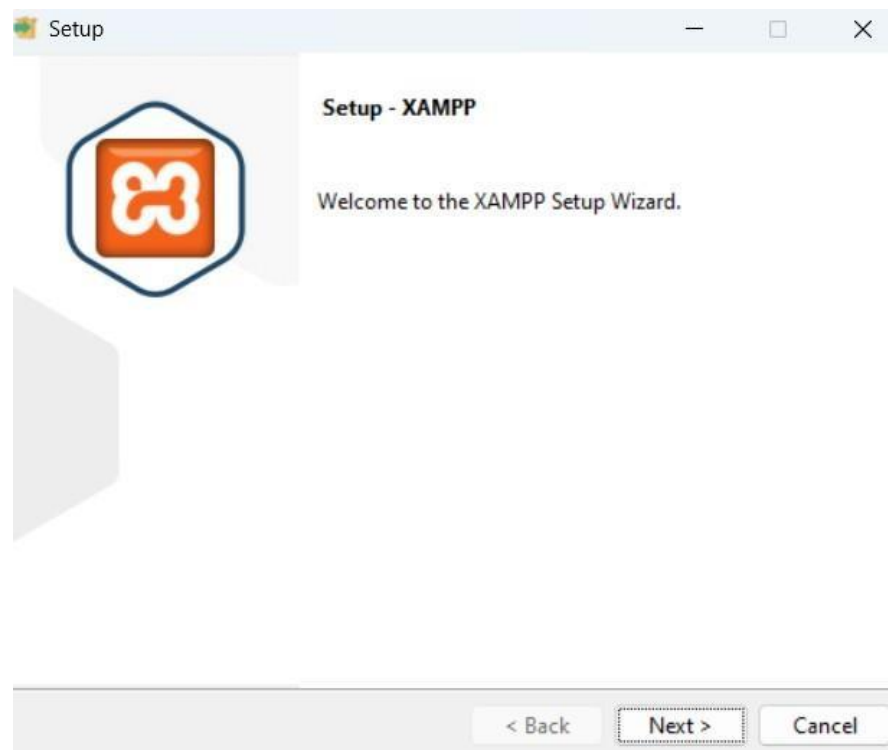 Setup
Setup - XAMPP
Welcome to the XAMPP Setup Wizard.
< Back Next > Cancel